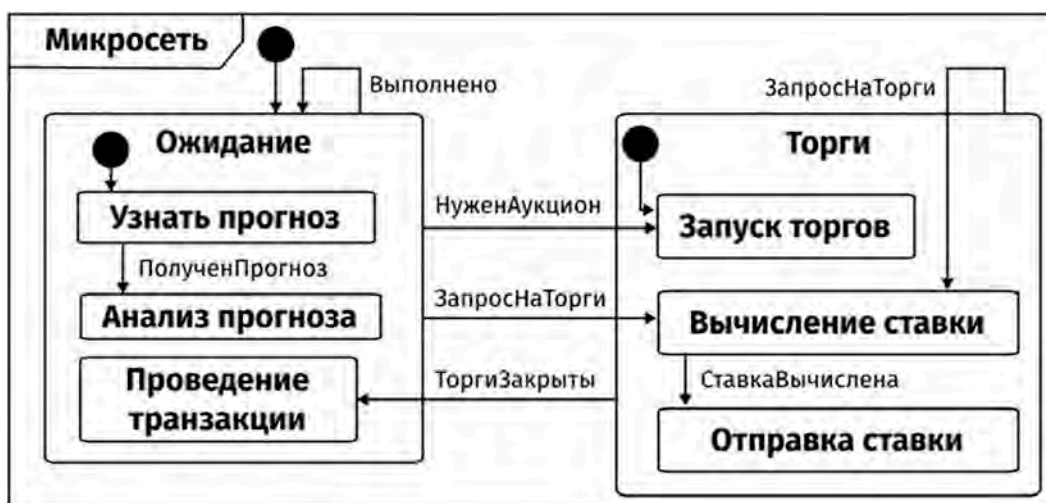 Микросеть
Выполнено
ЗапросНаТорги
Ожидание
Торги
Узнать прогноз
НуженАукцион
Запуск торгов
ПолученПрогноз
Анализ прогноза
ЗапросНаТорги
Вычисление ставки
Проведение
транзакции
ТоргиЗакрыты
СтавкаВычислена
Отправка ставки